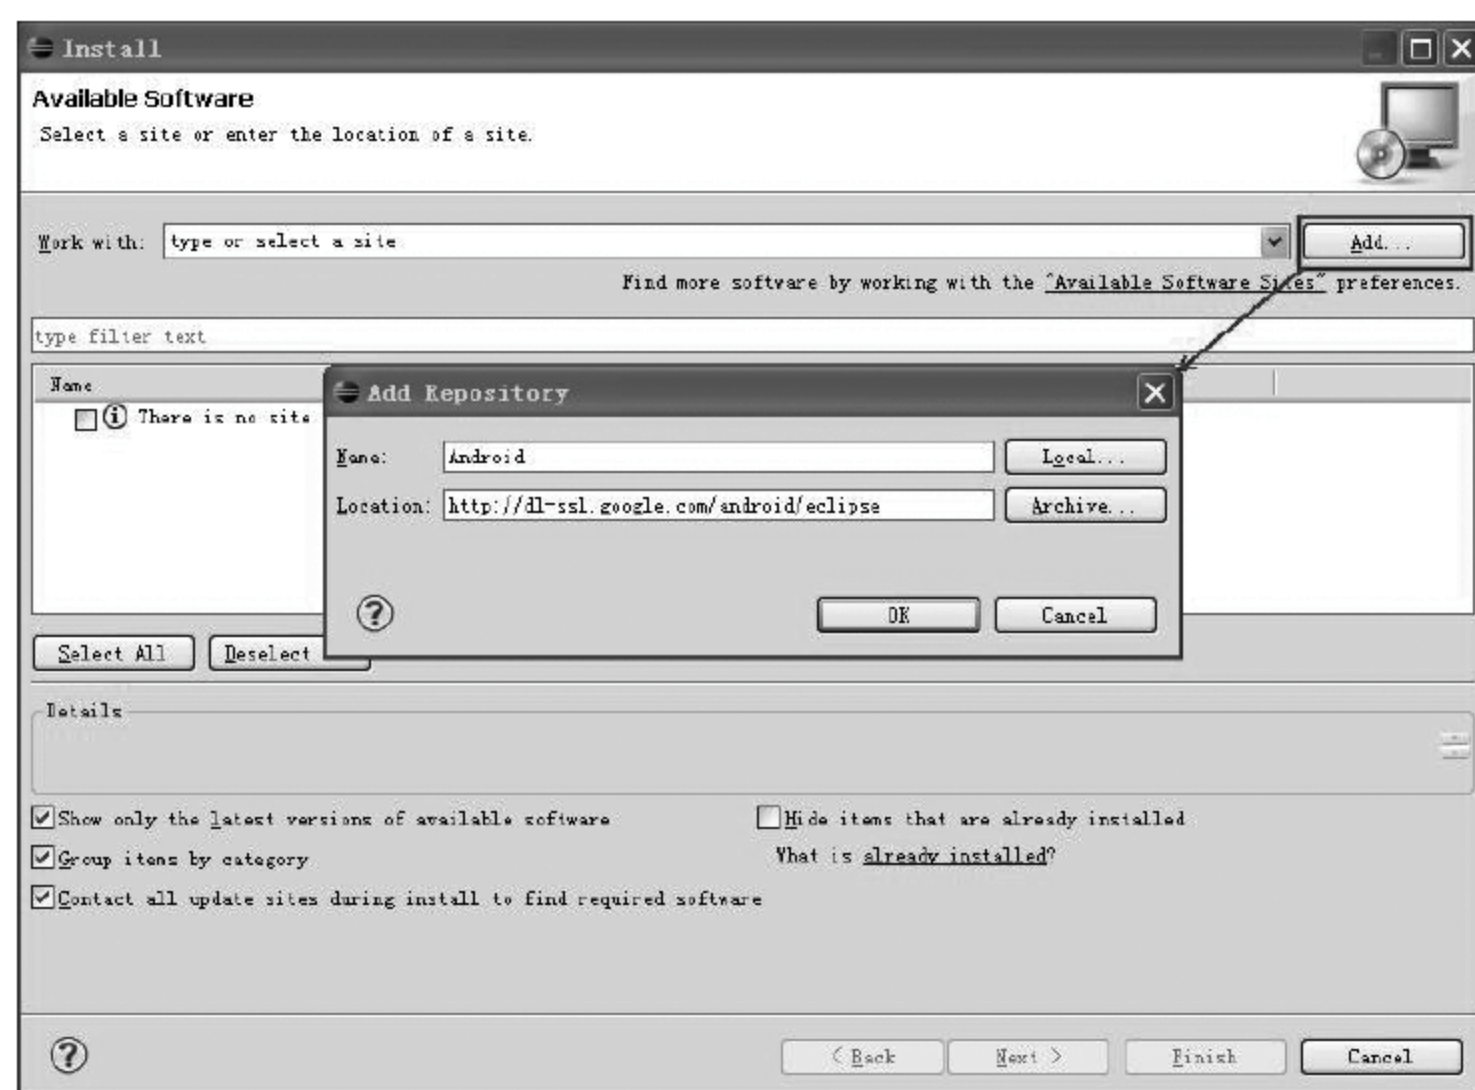 Install
Available Software
Select a site or enter the location of a site.
Work with: type or select a site Add...
Find more software by working with the "Available Software Sites" preferences.
type filter text
Name
There is no site
Add Repository
Name: Android Local...
Location: http://dl-ssl.google.com/android/eclipse Archive...
OK Cancel
Select All Deselect
Details
Show only the latest versions of available software Hide items that are already installed
Group items by category What is already installed?
Contact all update sites during install to find required software
< Back Next > Finish Cancel